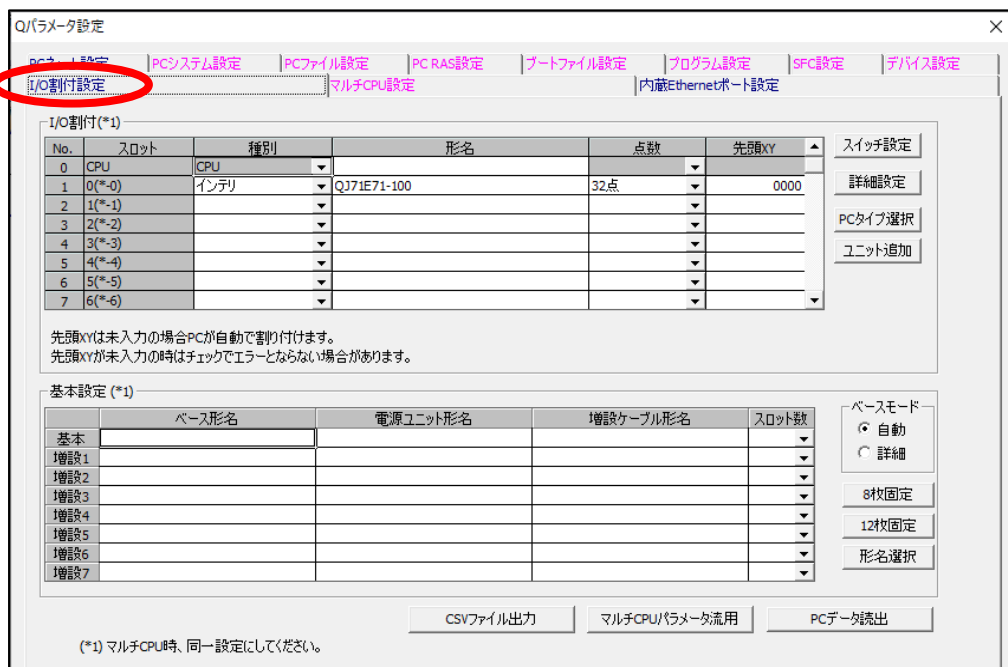 Qパラメータ設定
PCネット設定 PCシステム設定 PCファイル設定 PC RAS設定 ブートファイル設定 プログラム設定 SFC設定 デバイス設定
I/O割付設定 マルチCPU設定 内蔵Ethernetポート設定
I/O割付(*1)
No. スロット 種別 形名 点数 先頭XY
0 CPU CPU
1 0(*-0) インテリ QJ71E71-100 32点 0000
2 1(*-1)
3 2(*-2)
4 3(*-3)
5 4(*-4)
6 5(*-5)
7 6(*-6)
スイッチ設定
詳細設定
PCタイプ選択
ユニット追加
先頭XYは未入力の場合PCが自動で割り付けます。
先頭XYが未入力の時はチェックでエラーとならない場合があります。
基本設定 (*1)
ベース形名 電源ユニット形名 増設ケーブル形名 スロット数
基本
増設1
増設2
増設3
増設4
増設5
増設6
増設7
ベースモード
自動
詳細
8枚固定
12枚固定
形名選択
CSVファイル出力 マルチCPUパラメータ流用 PCデータ読出
(*1) マルチCPU時、同一設定にしてください。